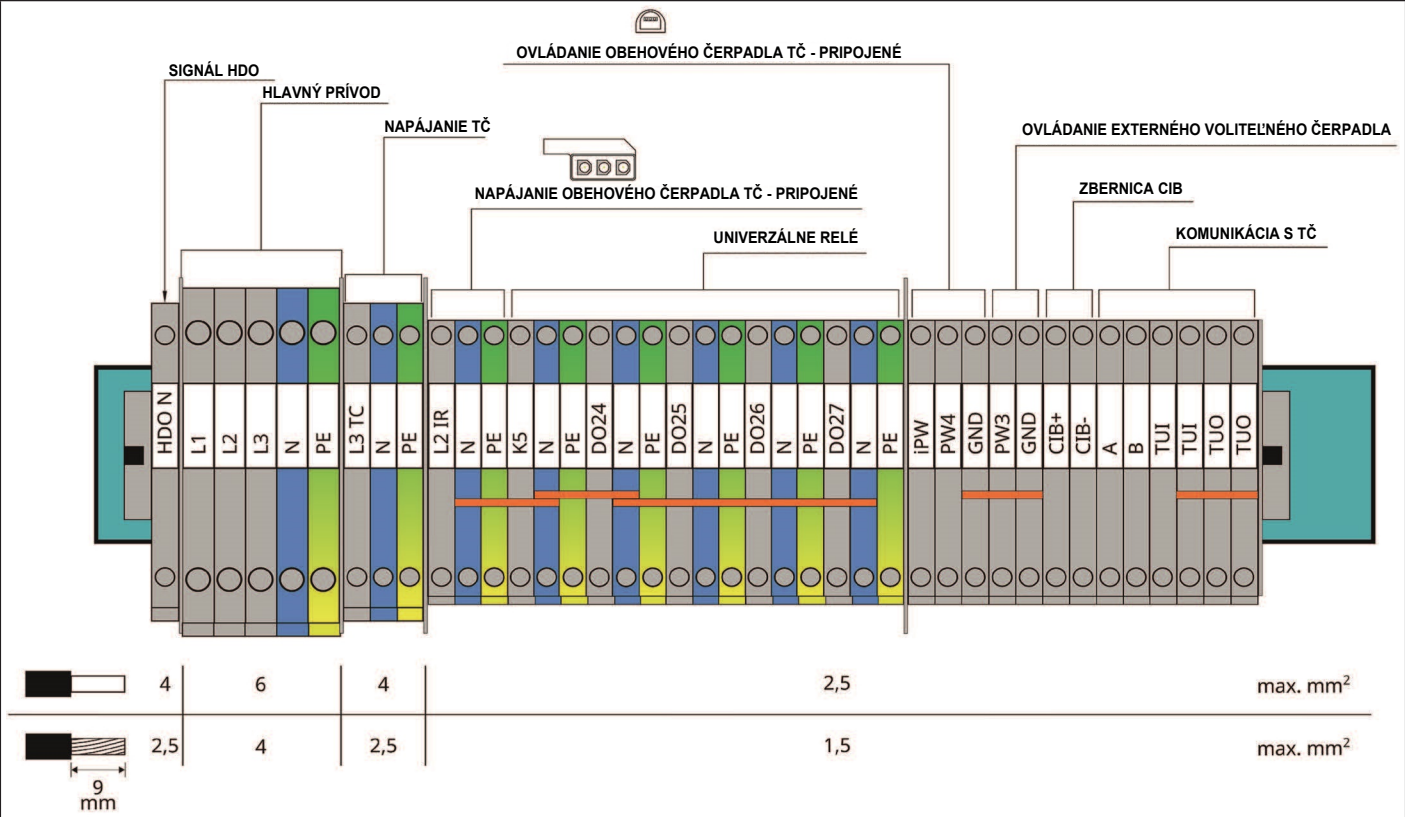 OVLÁDANIE OBEHOVÉHO ČERPADLA TČ - PRIPOJENÉ
SIGNÁL HDO
HLAVNÝ PRÍVOD
NAPÁJANIE TČ
OVLÁDANIE EXTERNÉHO VOLITEĽNÉHO ČERPADLA
NAPÁJANIE OBEHOVÉHO ČERPADLA TČ - PRIPOJENÉ
ZBERNICA CIB
UNIVERZÁLNE RELÉ
KOMUNIKÁCIA S TČ
HDO N
L1
L2
L3
N
PE
L3 TC
N
PE
L2 IR
N
PE
K5
N
PE
DO24
N
PE
DO25
N
PE
DO26
N
PE
DO27
N
PE
iPW
PW4
GND
PW3
GND
CIB+
CIB-
A
B
TUI
TUI
TUO
TUO
4 6 4 2,5 max. mm²
2,5 4 2,5 1,5 max. mm²
9
mm